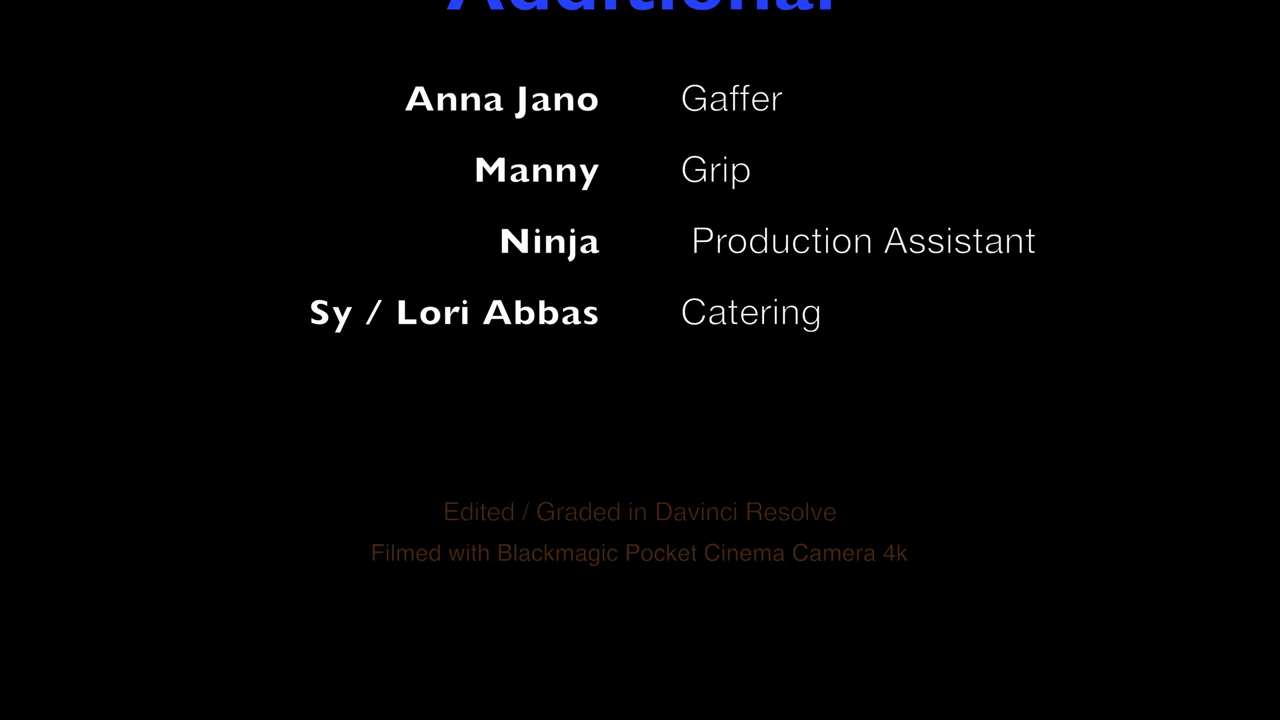 Additional
Anna Jano Gaffer
Manny Grip
Ninja Production Assistant
Sy / Lori Abbas Catering
Edited / Graded in Davinci Resolve
Filmed with Blackmagic Pocket Cinema Camera 4k